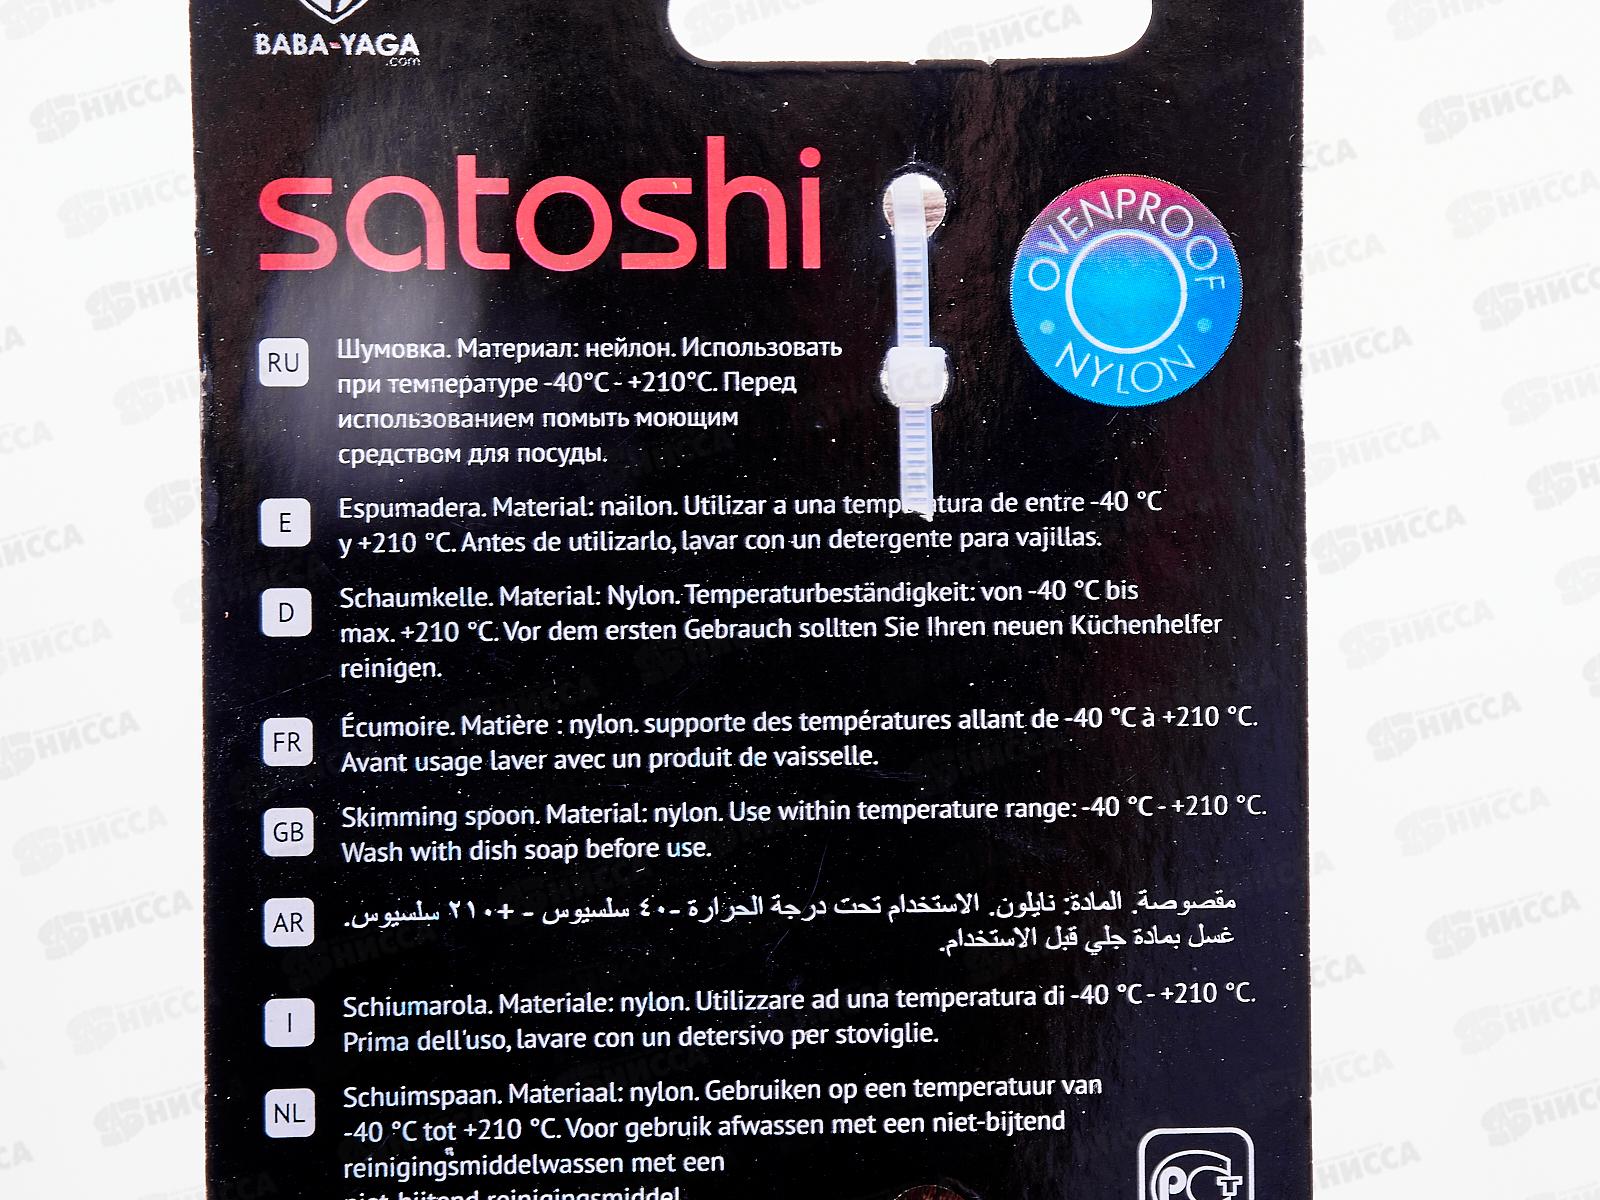 BABA-YAGA
.com
satoshi
OVENPROOF
NYLON
RU
Шумовка. Материал: нейлон. Использовать
при температуре -40°C - +210°C. Перед
использованием помыть моющим
средством для посуды.
E
Espumadera. Material: nailon. Utilizar a una temp tura de entre -40 °C
y +210 °C. Antes de utilizarlo, lavar con un detergente para vajillas.
D
Schaumkelle. Material: Nylon. Temperaturbeständigkeit: von -40 °C bis
max. +210 °C. Vor dem ersten Gebrauch sollten Sie Ihren neuen Küchenhelfer
reinigen.
FR
Écumoire. Matière : nylon. supporte des températures allant de -40 °C à +210 °C.
Avant usage laver avec un produit de vaisselle.
GB
Skimming spoon. Material: nylon. Use within temperature range: -40 °C - +210 °C.
Wash with dish soap before use.
AR
مقصوصة. المادة: نايلون. الاستخدام تحت درجة الحرارة -٤٠ سلسيوس - +٢١٠ سلسيوس.
غسل بمادة جلي قبل الاستخدام.
I
Schiumarola. Materiale: nylon. Utilizzare ad una temperatura di -40 °C - +210 °C.
Prima dell'uso, lavare con un detersivo per stoviglie.
NL
Schuimspaan. Materiaal: nylon. Gebruiken op een temperatuur van
-40 °C tot +210 °C. Voor gebruik afwassen met een niet-bijtend
reinigingsmiddelwassen met een
niet-bijtend reinigingsmiddel.
РСТ
НИССА